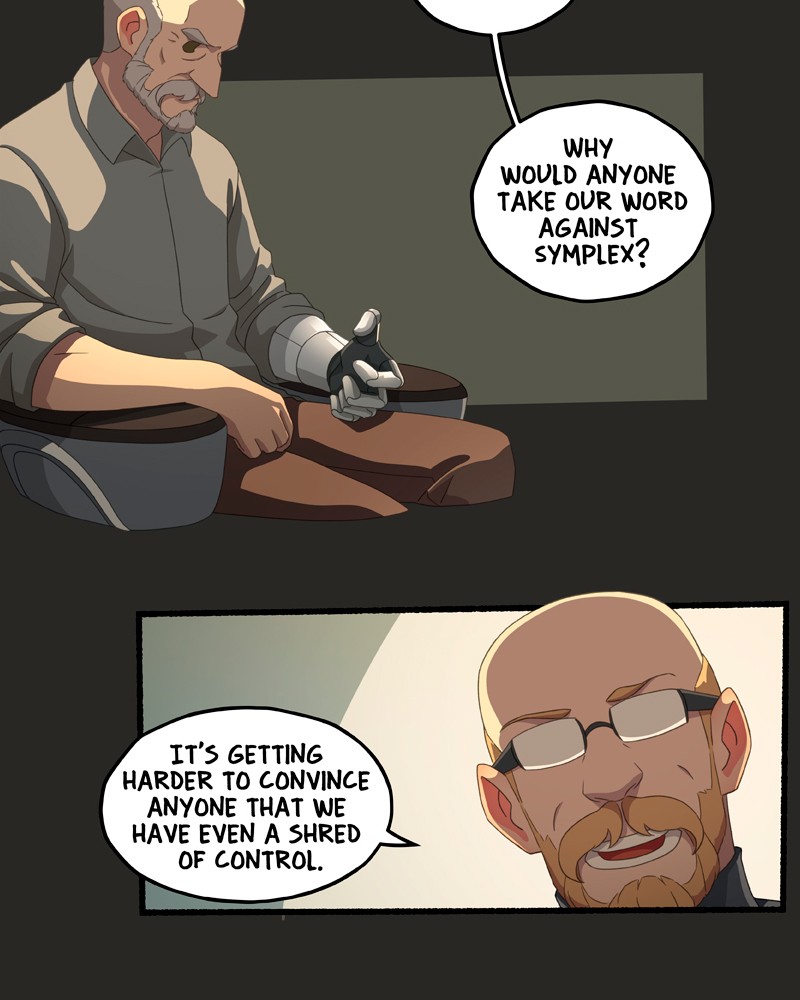 WHY
WOULD ANYONE
TAKE OUR WORD
AGAINST
SYMPLEX?
IT'S GETTING
HARDER TO CONVINCE
ANYONE THAT WE
HAVE EVEN A SHRED
OF CONTROL.